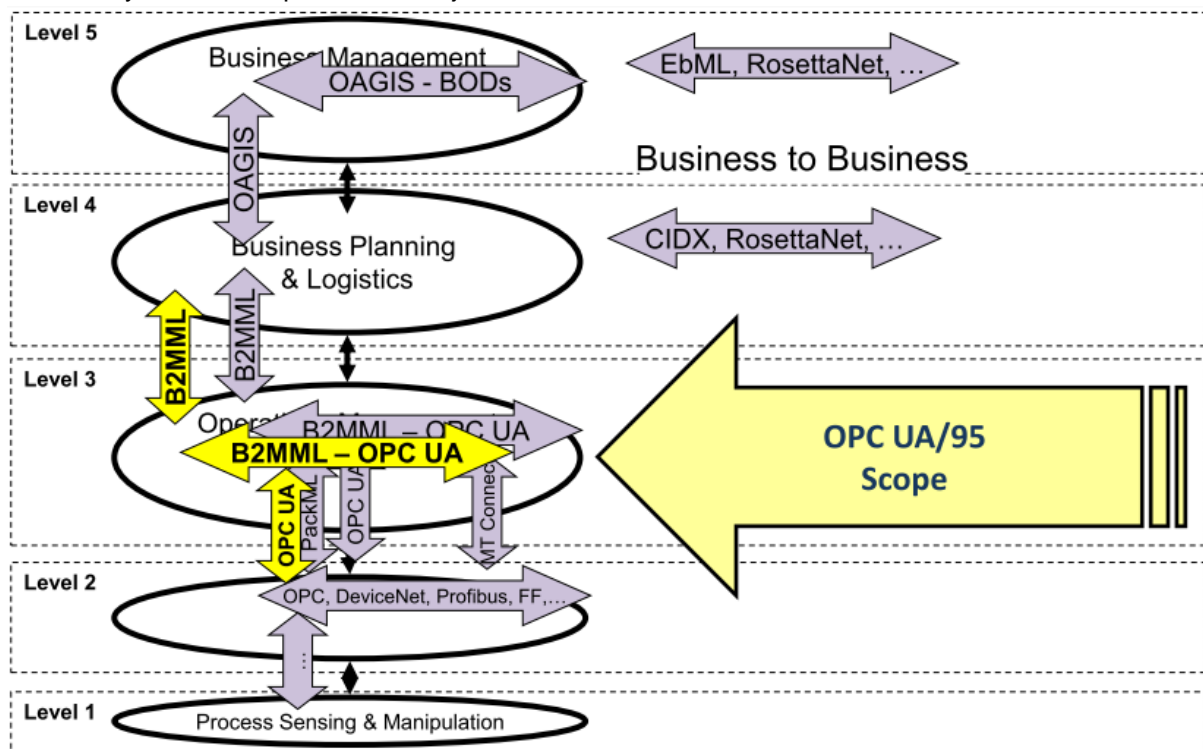 Level 5
Business Management
OAGIS - BODs
EbML, RosettaNet, ...
OAGIS
Business to Business
Level 4
Business Planning
& Logistics
CIDX, RosettaNet, ...
B2MML
B2MML
Level 3
B2MML – OPC UA
B2MML – OPC UA
OPC UA/95
Scope
OPC UA
PackML
OPC UA
MT Connect
Level 2
OPC, DeviceNet, Profibus, FF,...
...
Level 1
Process Sensing & Manipulation